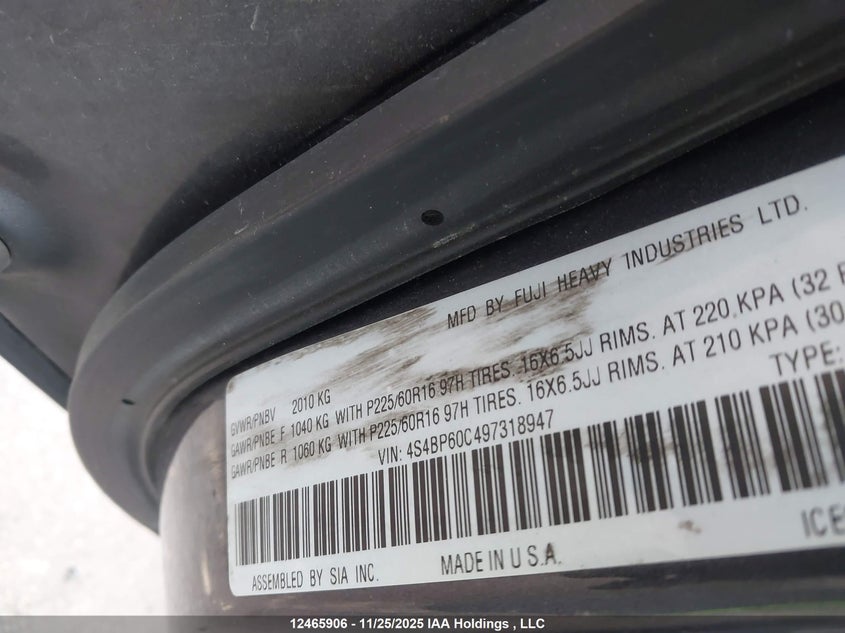 MFD BY FUJI HEAVY INDUSTRIES LTD.
GVWR/PNBV 2010 KG
GAWR/PNBE F 1040 KG WITH P225/60R16 97H TIRES. 16X6.5JJ RIMS. AT 220 KPA (32
GAWR/PNBE R 1060 KG WITH P225/60R16 97H TIRES. 16X6.5JJ RIMS. AT 210 KPA (30
VIN: 4S4BP60C497318947 TYPE:
ASSEMBLED BY SIA INC. MADE IN U.S.A. ICE
12465906 - 11/25/2025 IAA Holdings , LLC